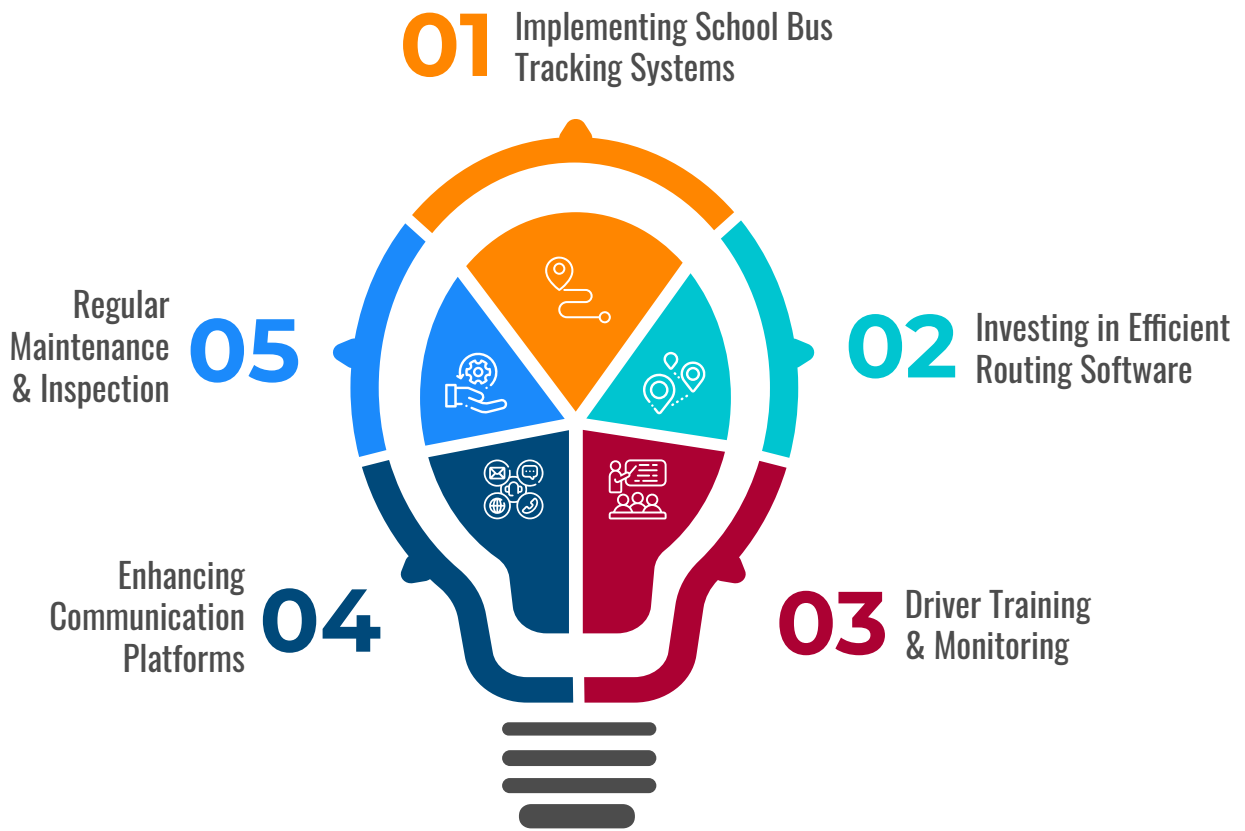 01
Implementing School Bus
Tracking Systems
02
Investing in Efficient
Routing Software
03
Driver Training
& Monitoring
04
Enhancing
Communication
Platforms
05
Regular
Maintenance
& Inspection